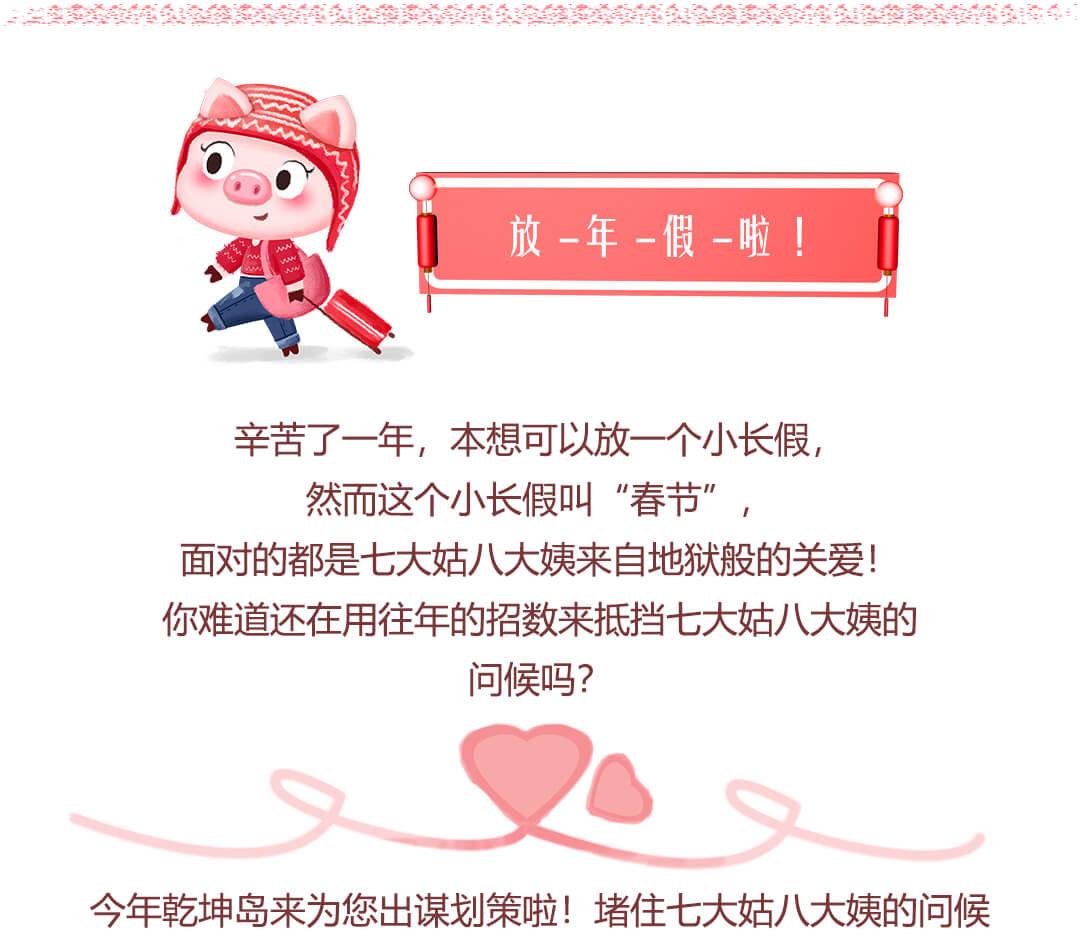 放-年-假-啦!
辛苦了一年，本想可以放一个小长假，
然而这个小长假叫“春节”，
面对的都是七大姑八大姨来自地狱般的关爱！
你难道还在用往年的招数来抵挡七大姑八大姨的
问候吗？
今年乾坤岛来为您出谋划策啦！堵住七大姑八大姨的问候